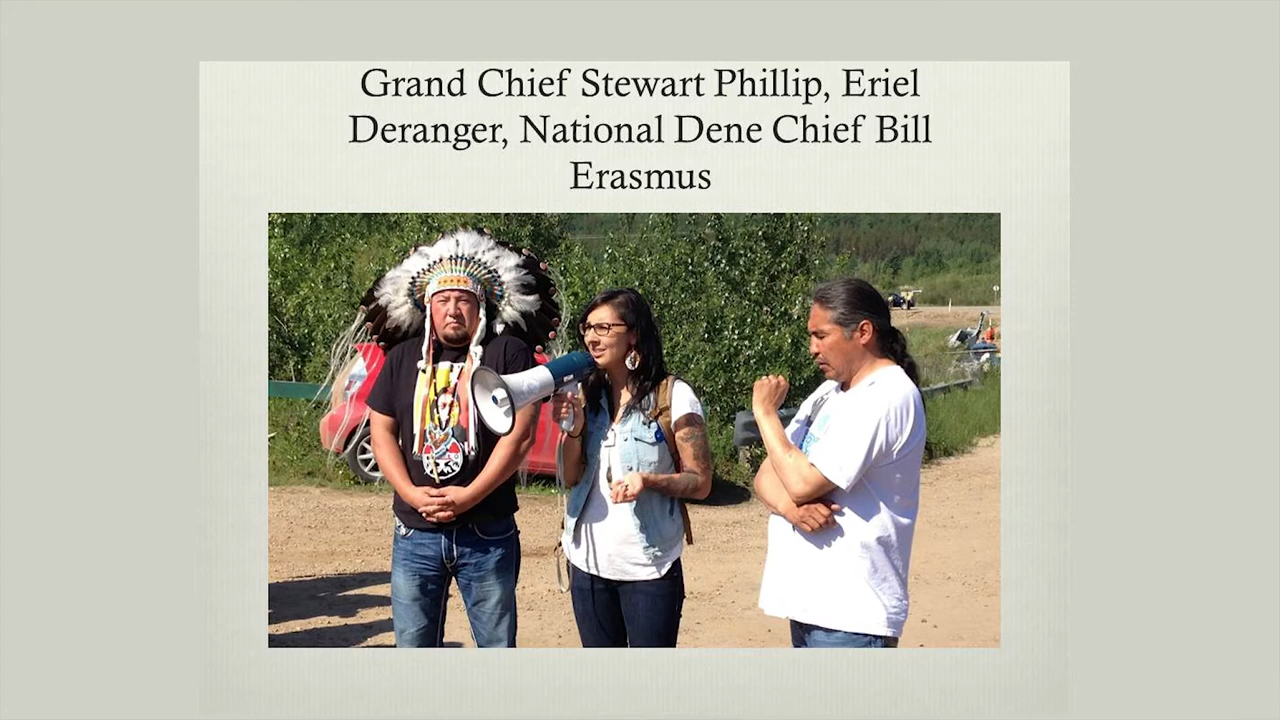 Grand Chief Stewart Phillip, Eriel
Deranger, National Dene Chief Bill
Erasmus